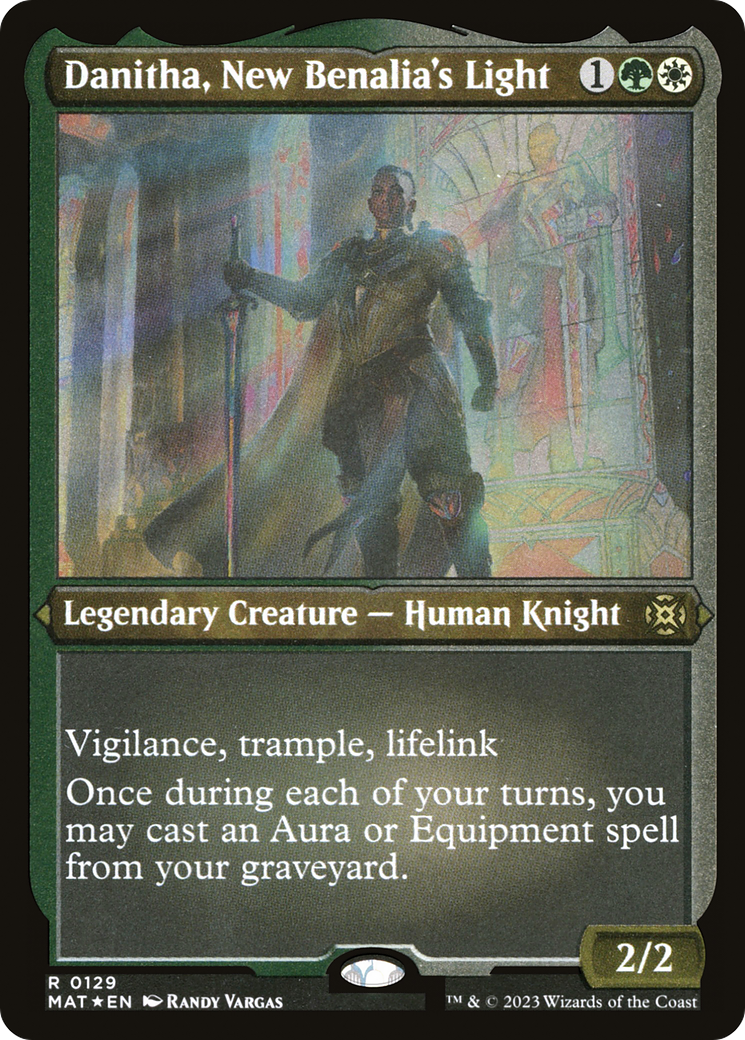 Danitha, New Benalia's Light 1
Legendary Creature — Human Knight
Vigilance, trample, lifelink
Once during each of your turns, you
may cast an Aura or Equipment spell
from your graveyard.
2/2
R 0129
MAT★EN RANDY VARGAS
™ & © 2023 Wizards of the Coast